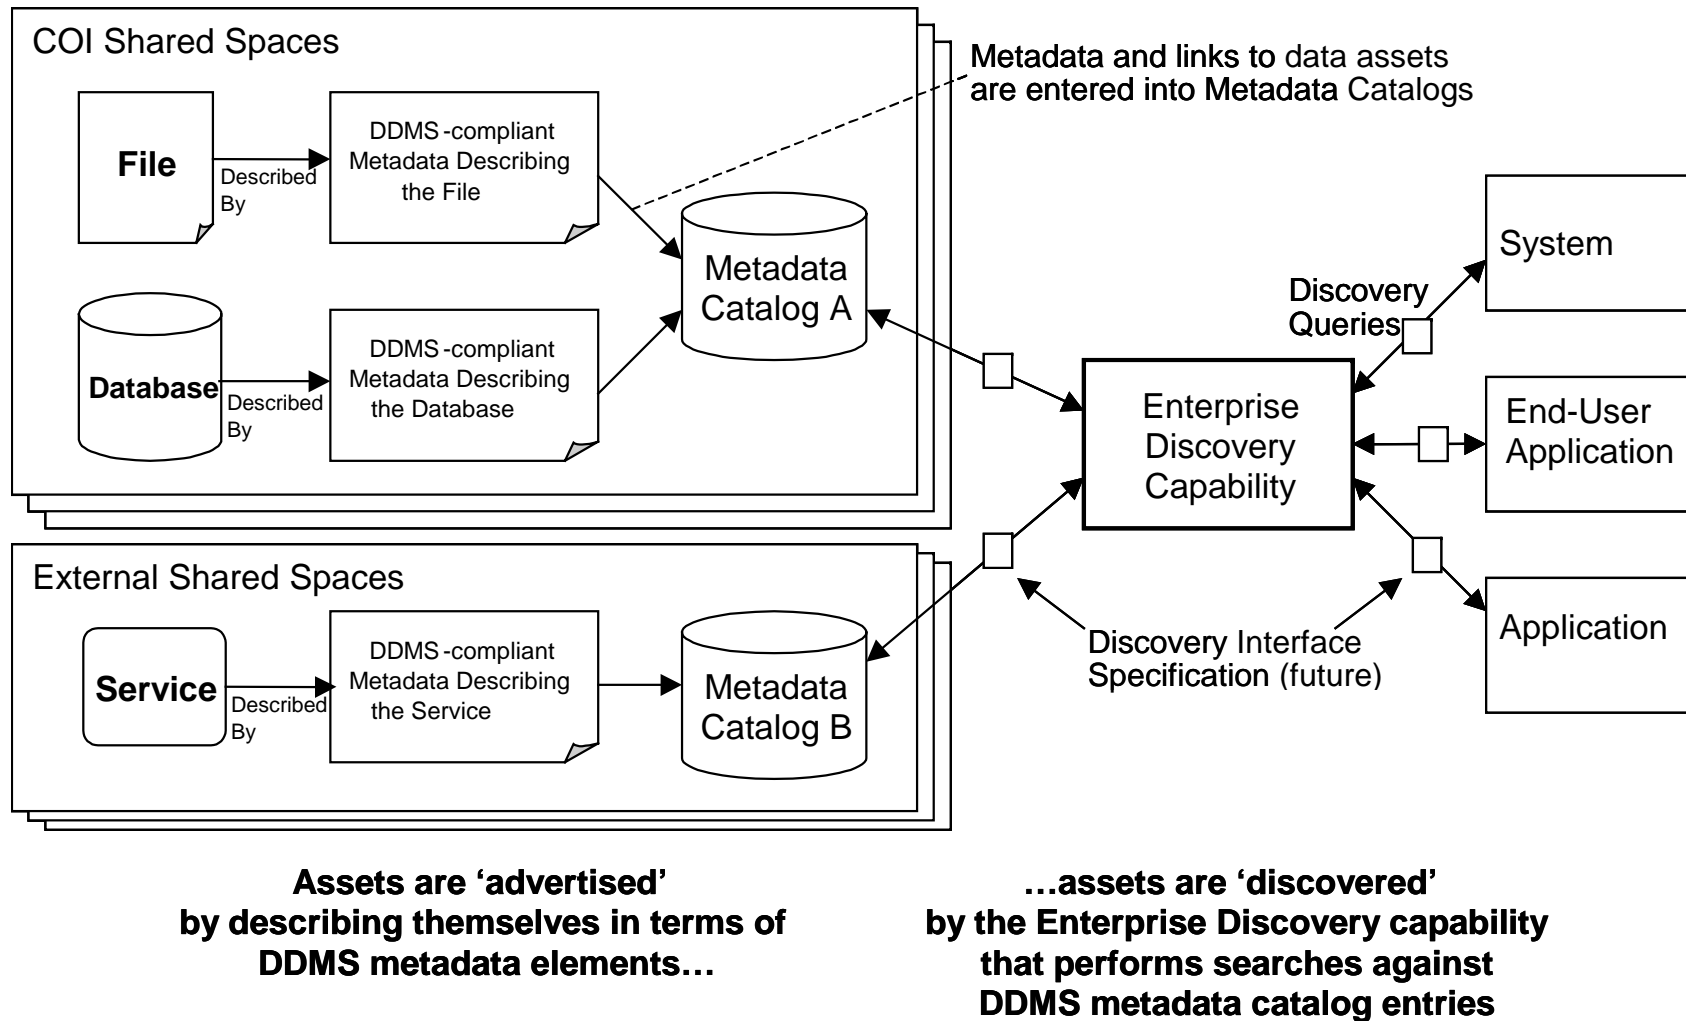 COI Shared Spaces
Metadata and links to data assets
are entered into Metadata Catalogs
File
Described
By
DDMS-compliant
Metadata Describing
the File
Metadata
Catalog A
Database
Described
By
DDMS-compliant
Metadata Describing
the Database
System
Discovery
Queries
Enterprise
Discovery
Capability
End-User
Application
External Shared Spaces
Service
Described
By
DDMS-compliant
Metadata Describing
the Service
Metadata
Catalog B
Discovery Interface
Specification (future)
Application
Assets are ‘advertised’
by describing themselves in terms of
DDMS metadata elements…
…assets are ‘discovered’
by the Enterprise Discovery capability
that performs searches against
DDMS metadata catalog entries